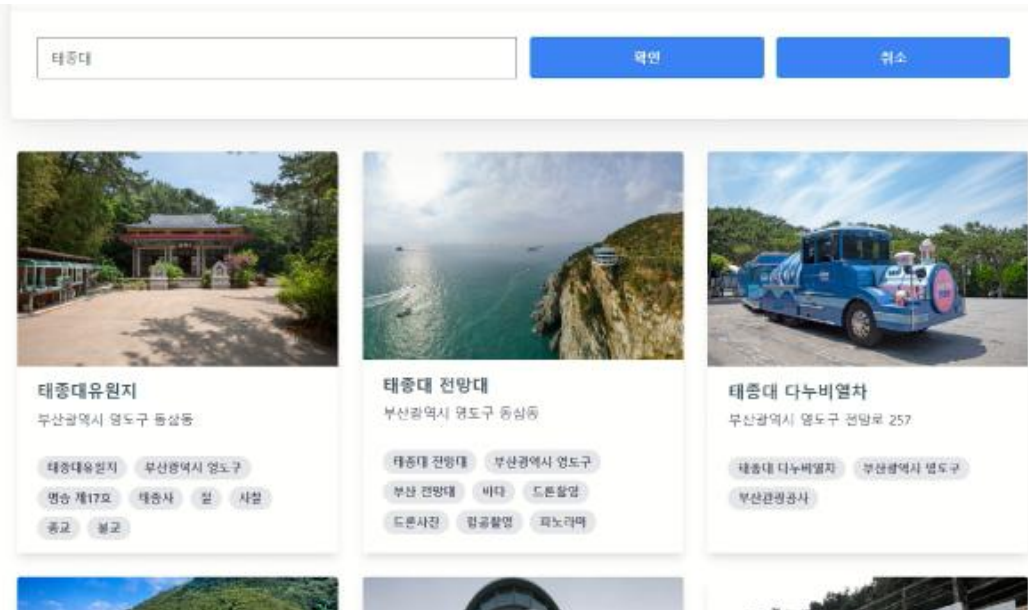 태종대
확인
취소
태종대유원지
부산광역시 영도구 동삼동
태종대유원지 부산광역시 영도구
명승 제17호 태종사 절 사찰
종교 불교
태종대 전망대
부산광역시 영도구 동삼동
태종대 전망대 부산광역시 영도구
부산 전망대 바다 드론촬영
드론사진 항공촬영 파노라마
태종대 다누비열차
부산광역시 영도구 전망로 257
태종대 다누비열차 부산광역시 영도구
부산관광공사